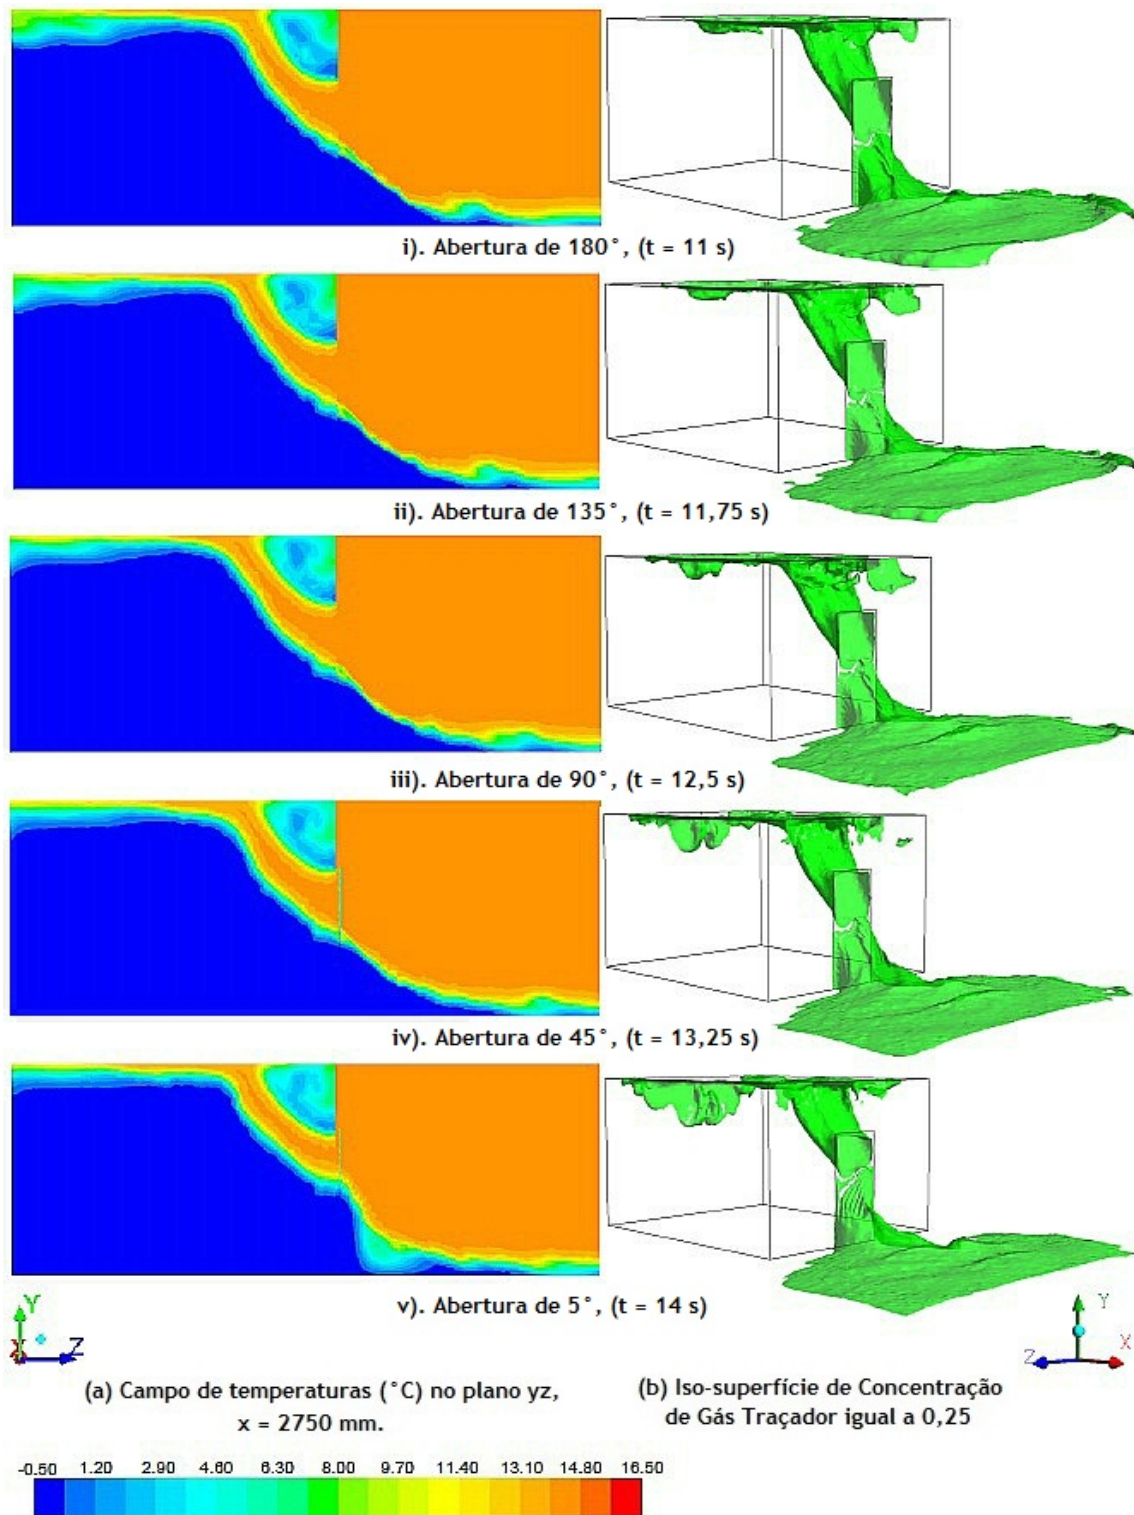 i). Abertura de 180°, (t = 11 s)
ii). Abertura de 135°, (t = 11,75 s)
iii). Abertura de 90°, (t = 12,5 s)
iv). Abertura de 45°, (t = 13,25 s)
v). Abertura de 5°, (t = 14 s)
Y
X Z
Y
Z X
(a) Campo de temperaturas (°C) no plano yz,
x = 2750 mm.
(b) Iso-superfície de Concentração
de Gás Traçador igual a 0,25
-0.50 1.20 2.90 4.60 6.30 8.00 9.70 11.40 13.10 14.80 16.50